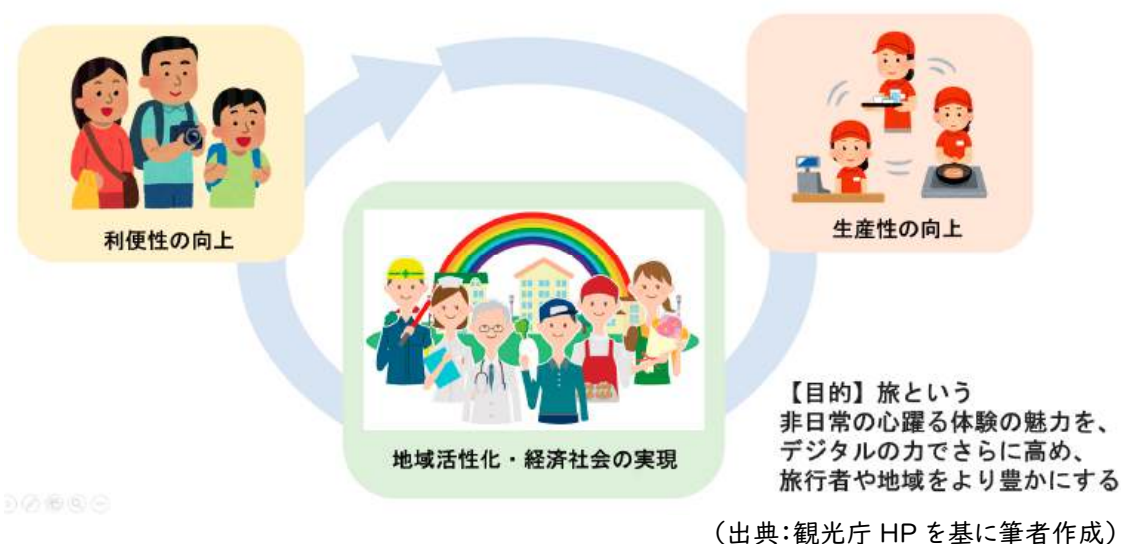 利便性の向上
生産性の向上
地域活性化・経済社会の実現
【目的】旅という
非日常の心躍る体験の魅力を、
デジタルの力でさらに高め、
旅行者や地域をより豊かにする
（出典：観光庁 HP を基に筆者作成）